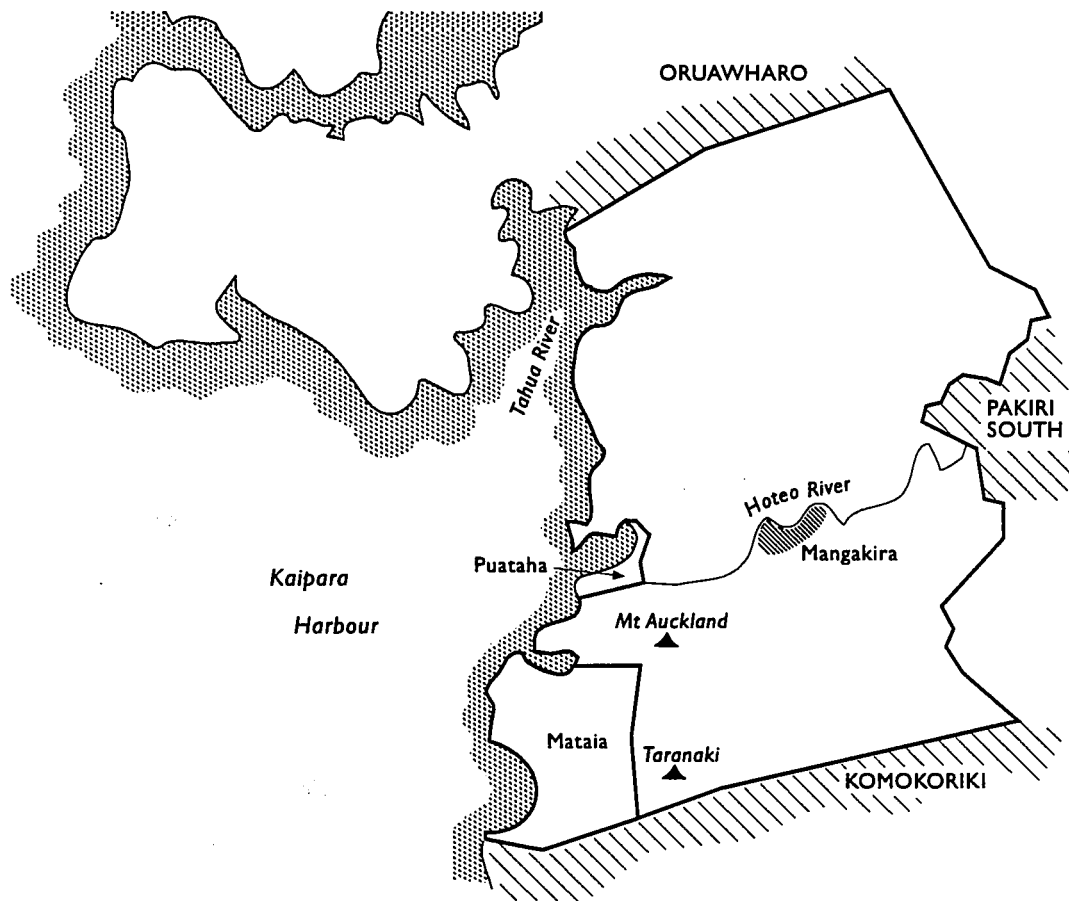 ORUAWHARO
Tahua River
PAKIRI
SOUTH
Hoteo River
Mangakira
Puataha
Kaipara
Harbour
Mt Auckland
Mataia
Taranaki
KOMOKORIKI